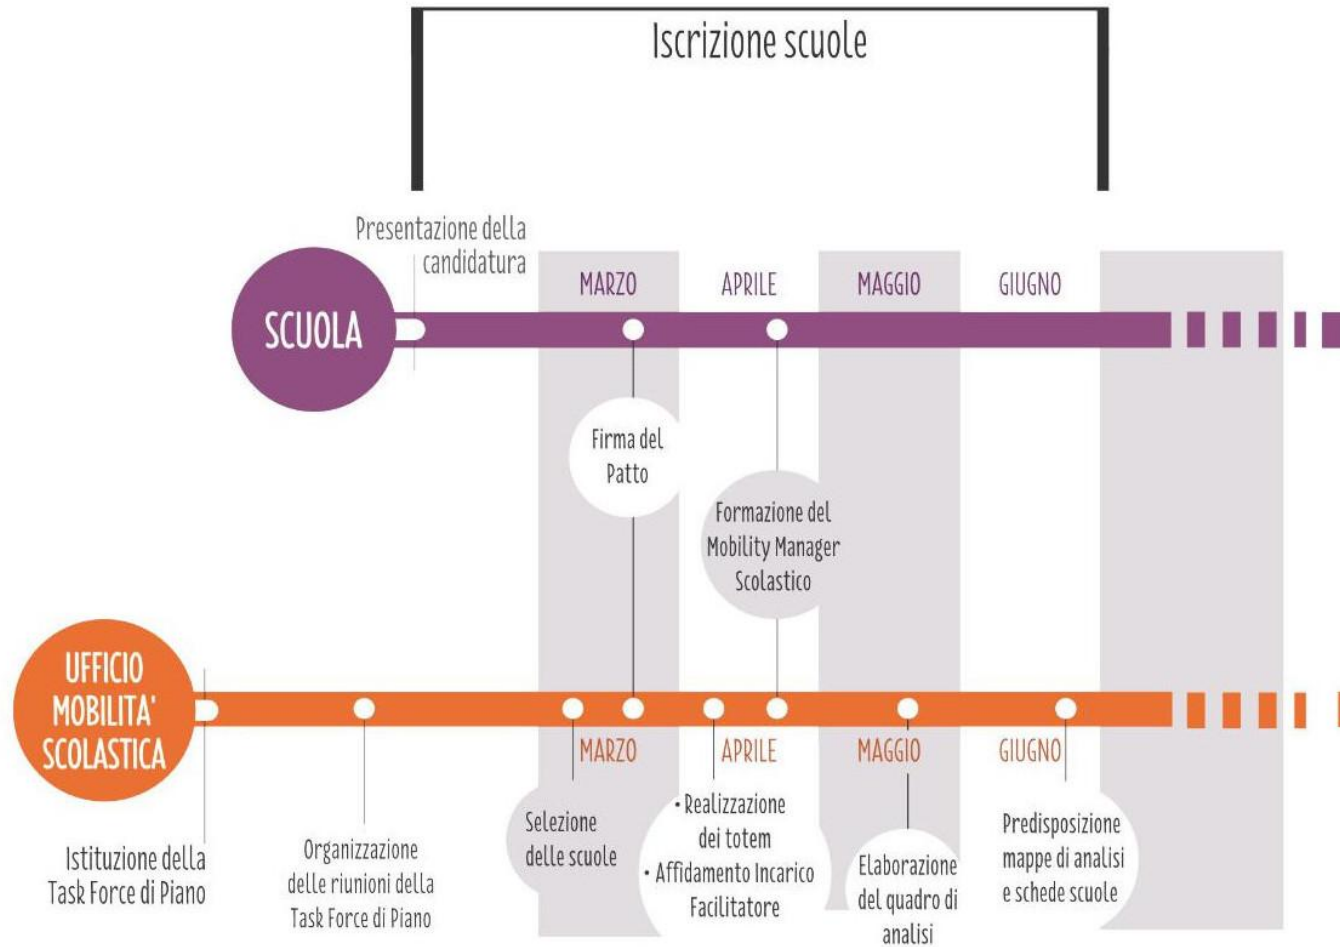 Iscrizione scuole
Presentazione della
candidatura
SCUOLA
MARZO
APRILE
MAGGIO
GIUGNO
Firma del
Patto
Formazione del
Mobility Manager
Scolastico
UFFICIO
MOBILITA'
SCOLASTICA
MARZO
APRILE
MAGGIO
GIUGNO
Istituzione della
Task Force di Piano
Organizzazione
delle riunioni della
Task Force di Piano
Selezione
delle scuole
• Realizzazione
dei totem
• Affidamento Incarico
Facilitatore
Elaborazione
del quadro di
analisi
Predisposizione
mappe di analisi
e schede scuole